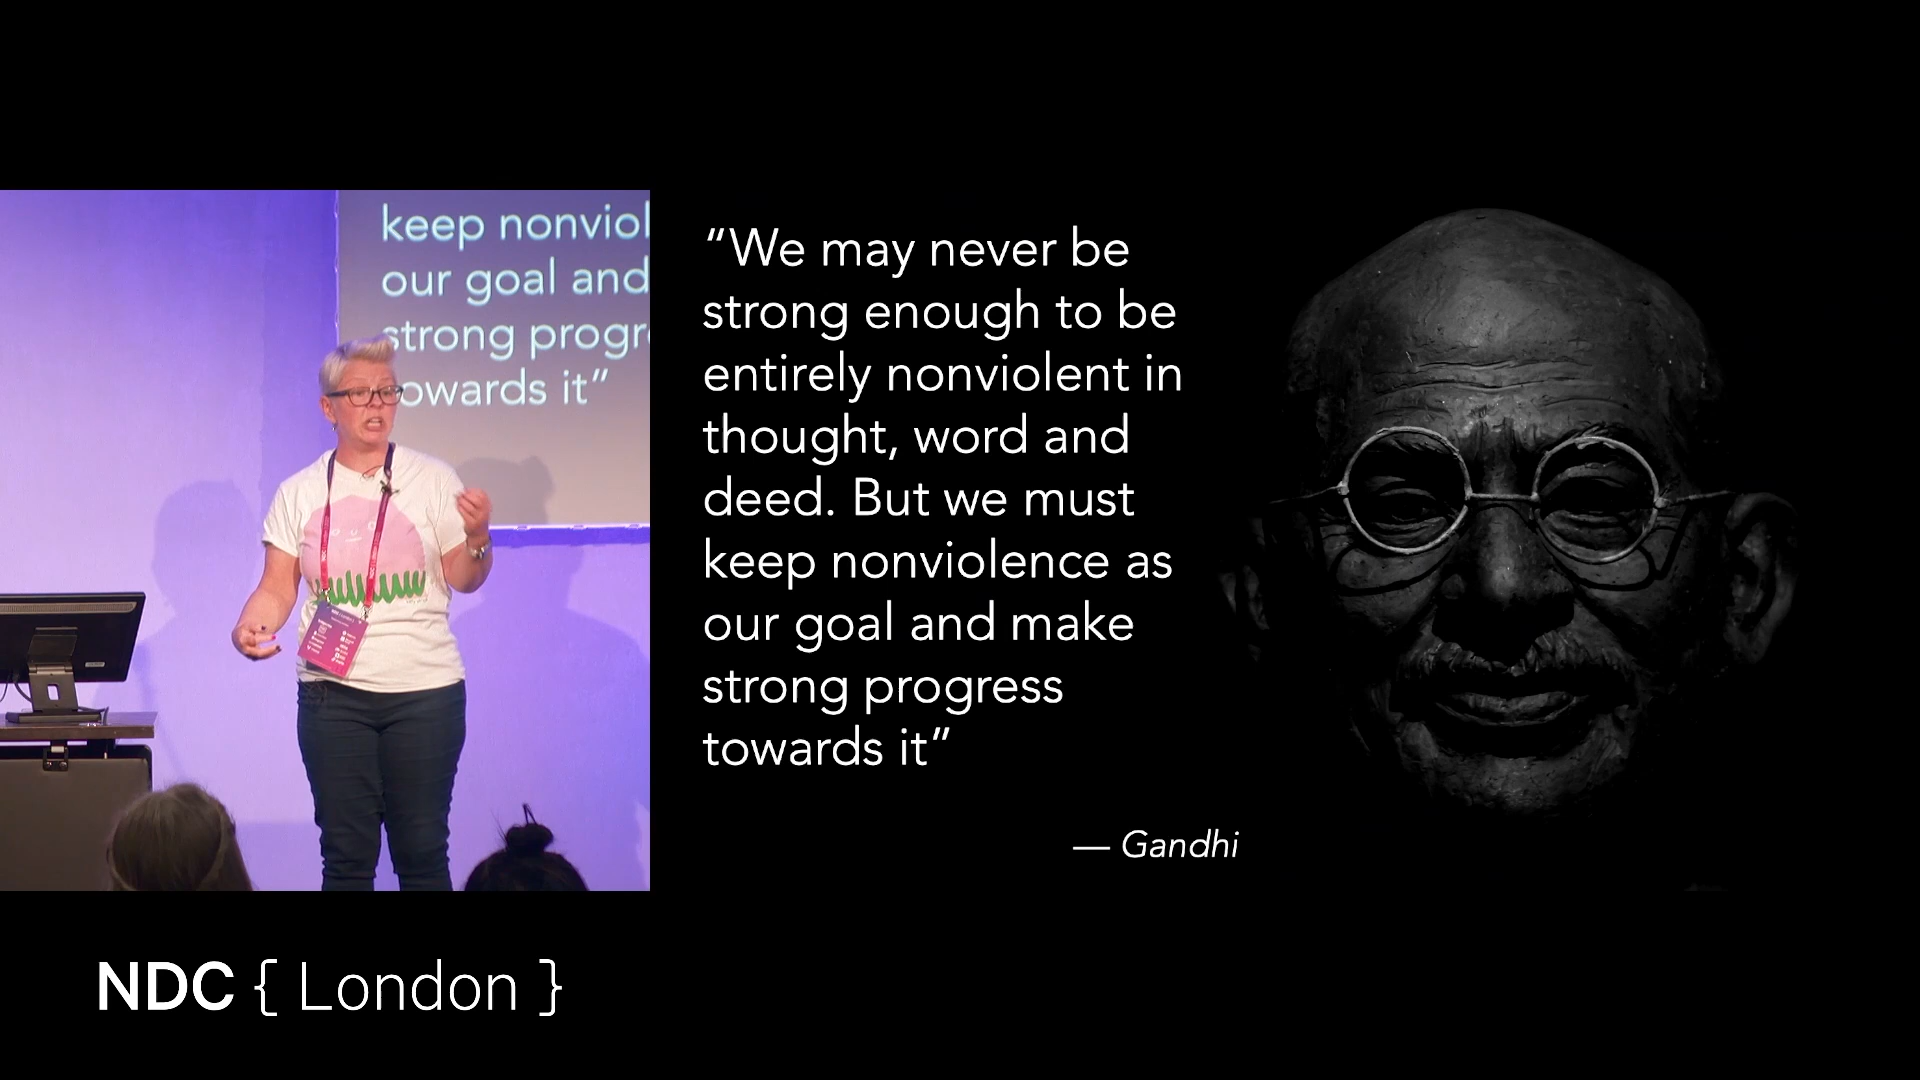 keep nonviol
our goal and
strong progr
towards it”
“We may never be
strong enough to be
entirely nonviolent in
thought, word and
deed. But we must
keep nonviolence as
our goal and make
strong progress
towards it”
— Gandhi
NDC { London }